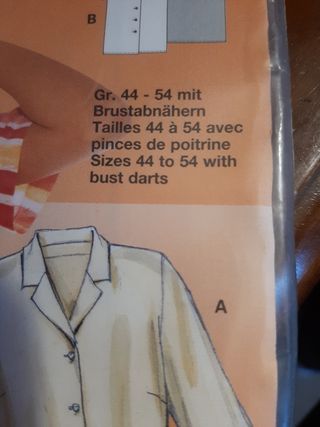 B
Gr. 44 - 54 mit
Brustabnähern
Tailles 44 à 54 avec
pinces de poitrine
Sizes 44 to 54 with
bust darts
A